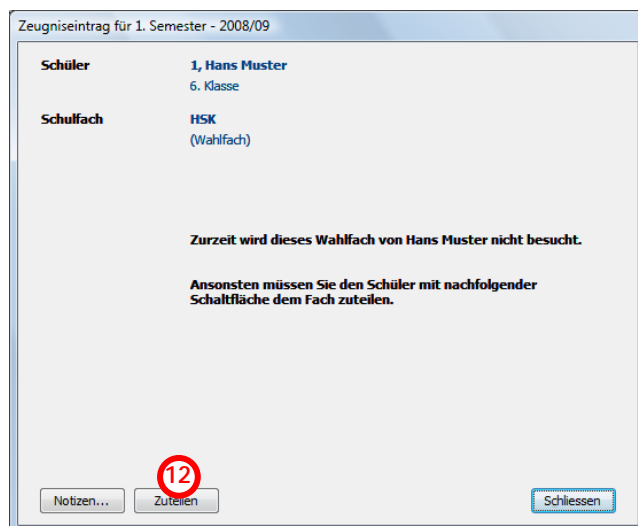 Zeugniseintrag für 1. Semester - 2008/09
Schüler 1, Hans Muster
6. Klasse
Schulfach HSK
(Wahlfach)
Zurzeit wird dieses Wahlfach von Hans Muster nicht besucht.
Ansonsten müssen Sie den Schüler mit nachfolgender
Schaltfläche dem Fach zuteilen.
12
Notizen... Zuteilen Schliessen